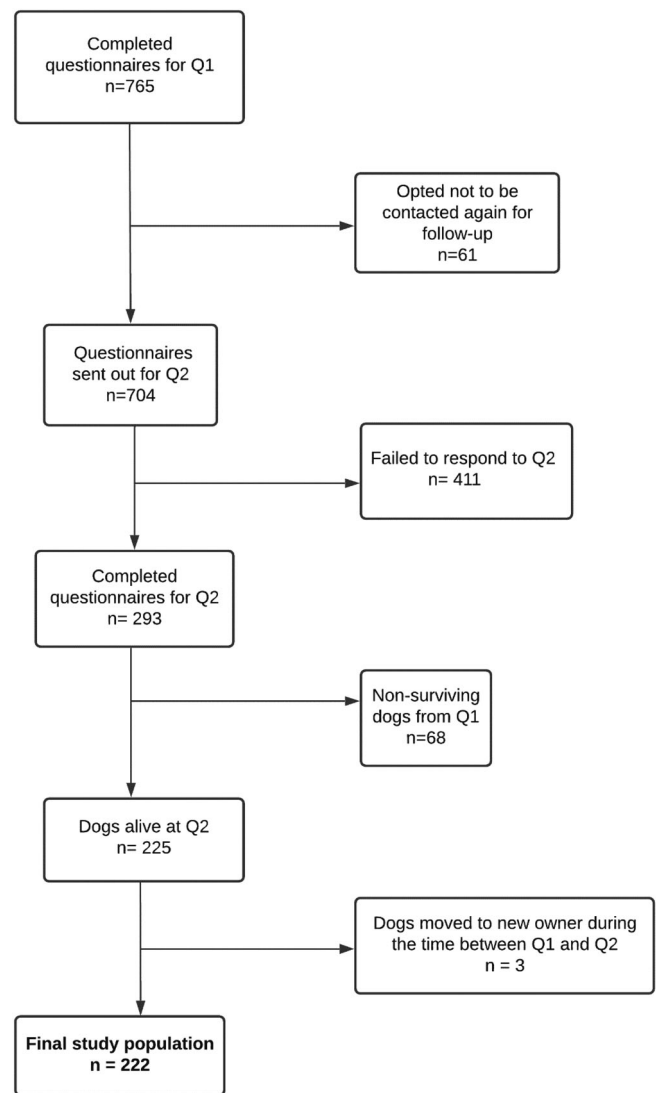 Completed
questionnaires for Q1
n=765
Opted not to be
contacted again for
follow-up
n=61
Questionnaires
sent out for Q2
n=704
Failed to respond to Q2
n= 411
Completed
questionnaires for Q2
n= 293
Non-surviving
dogs from Q1
n=68
Dogs alive at Q2
n= 225
Dogs moved to new owner during
the time between Q1 and Q2
n = 3
Final study population
n = 222